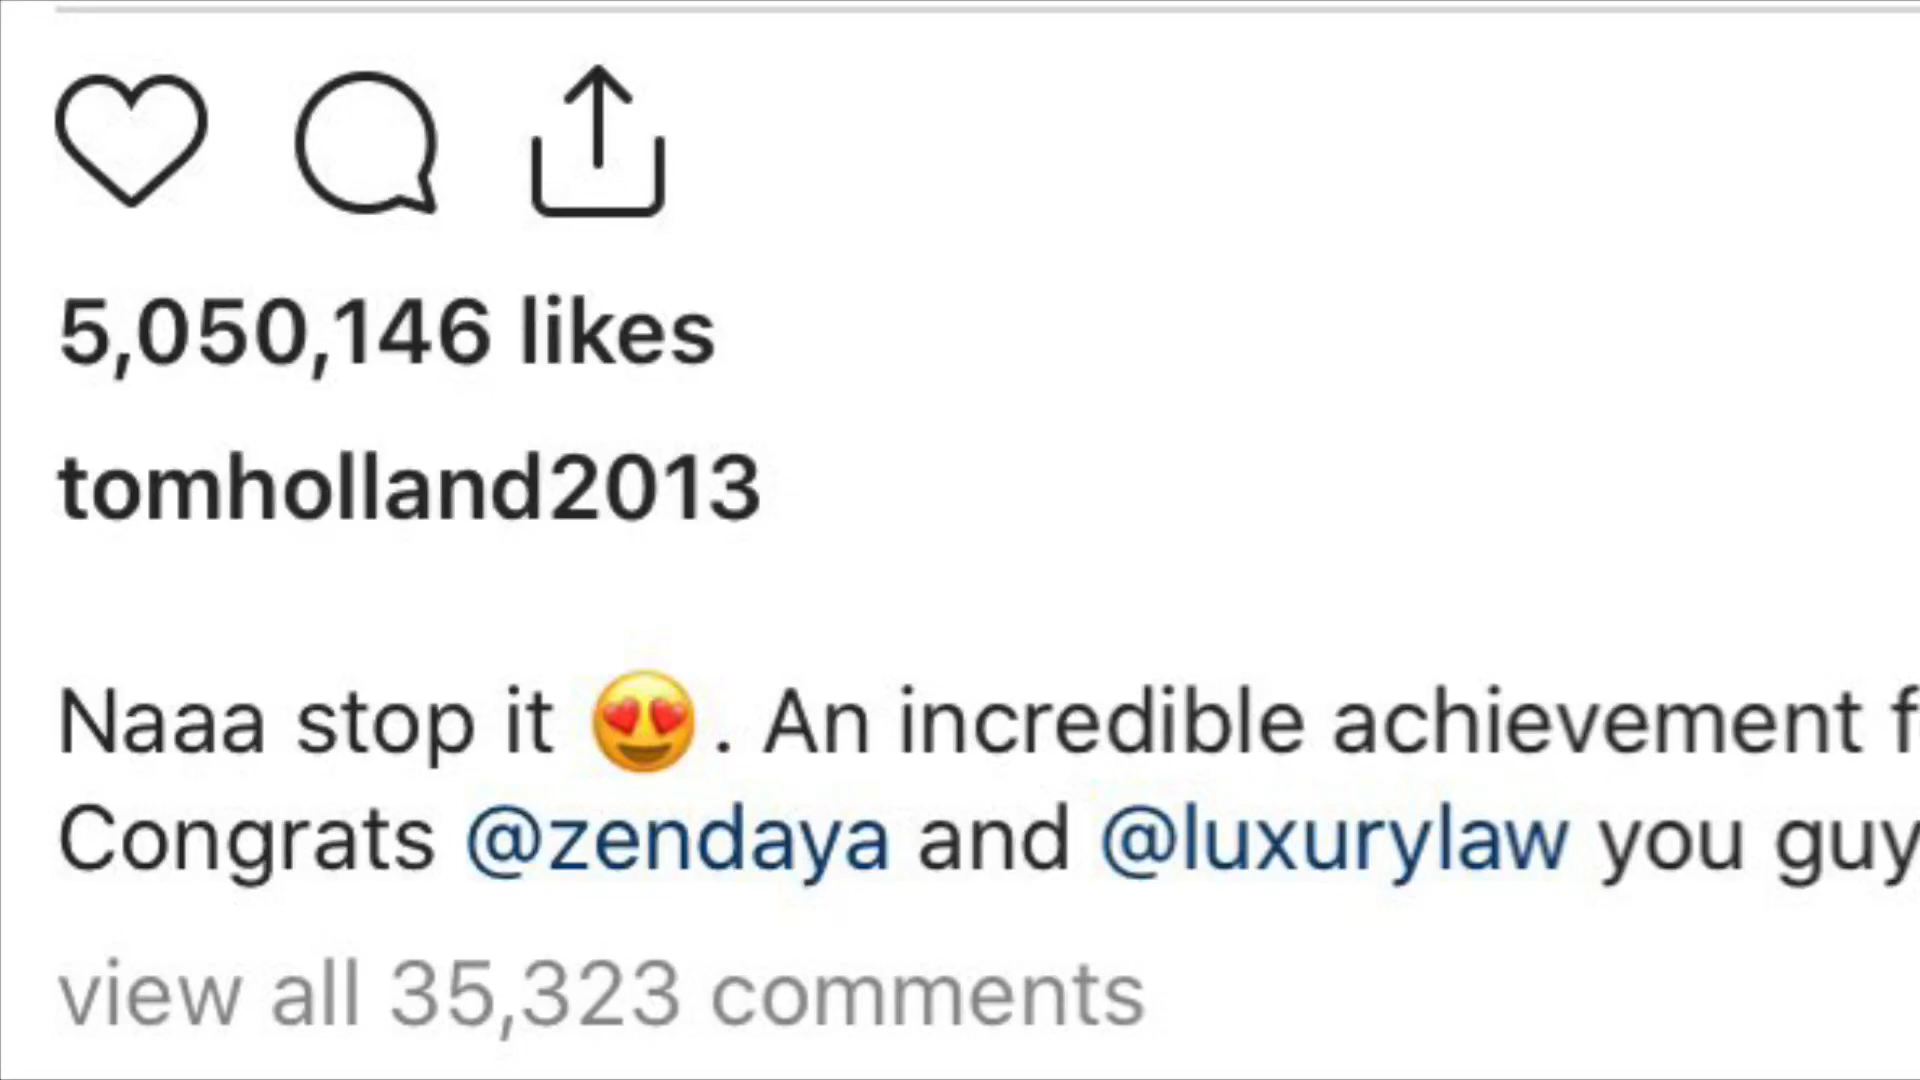 5,050,146 likes
tomholland2013
Naaa stop it 😍. An incredible achievement
Congrats @zendaya and @luxurylaw you
view all 35,323 comments